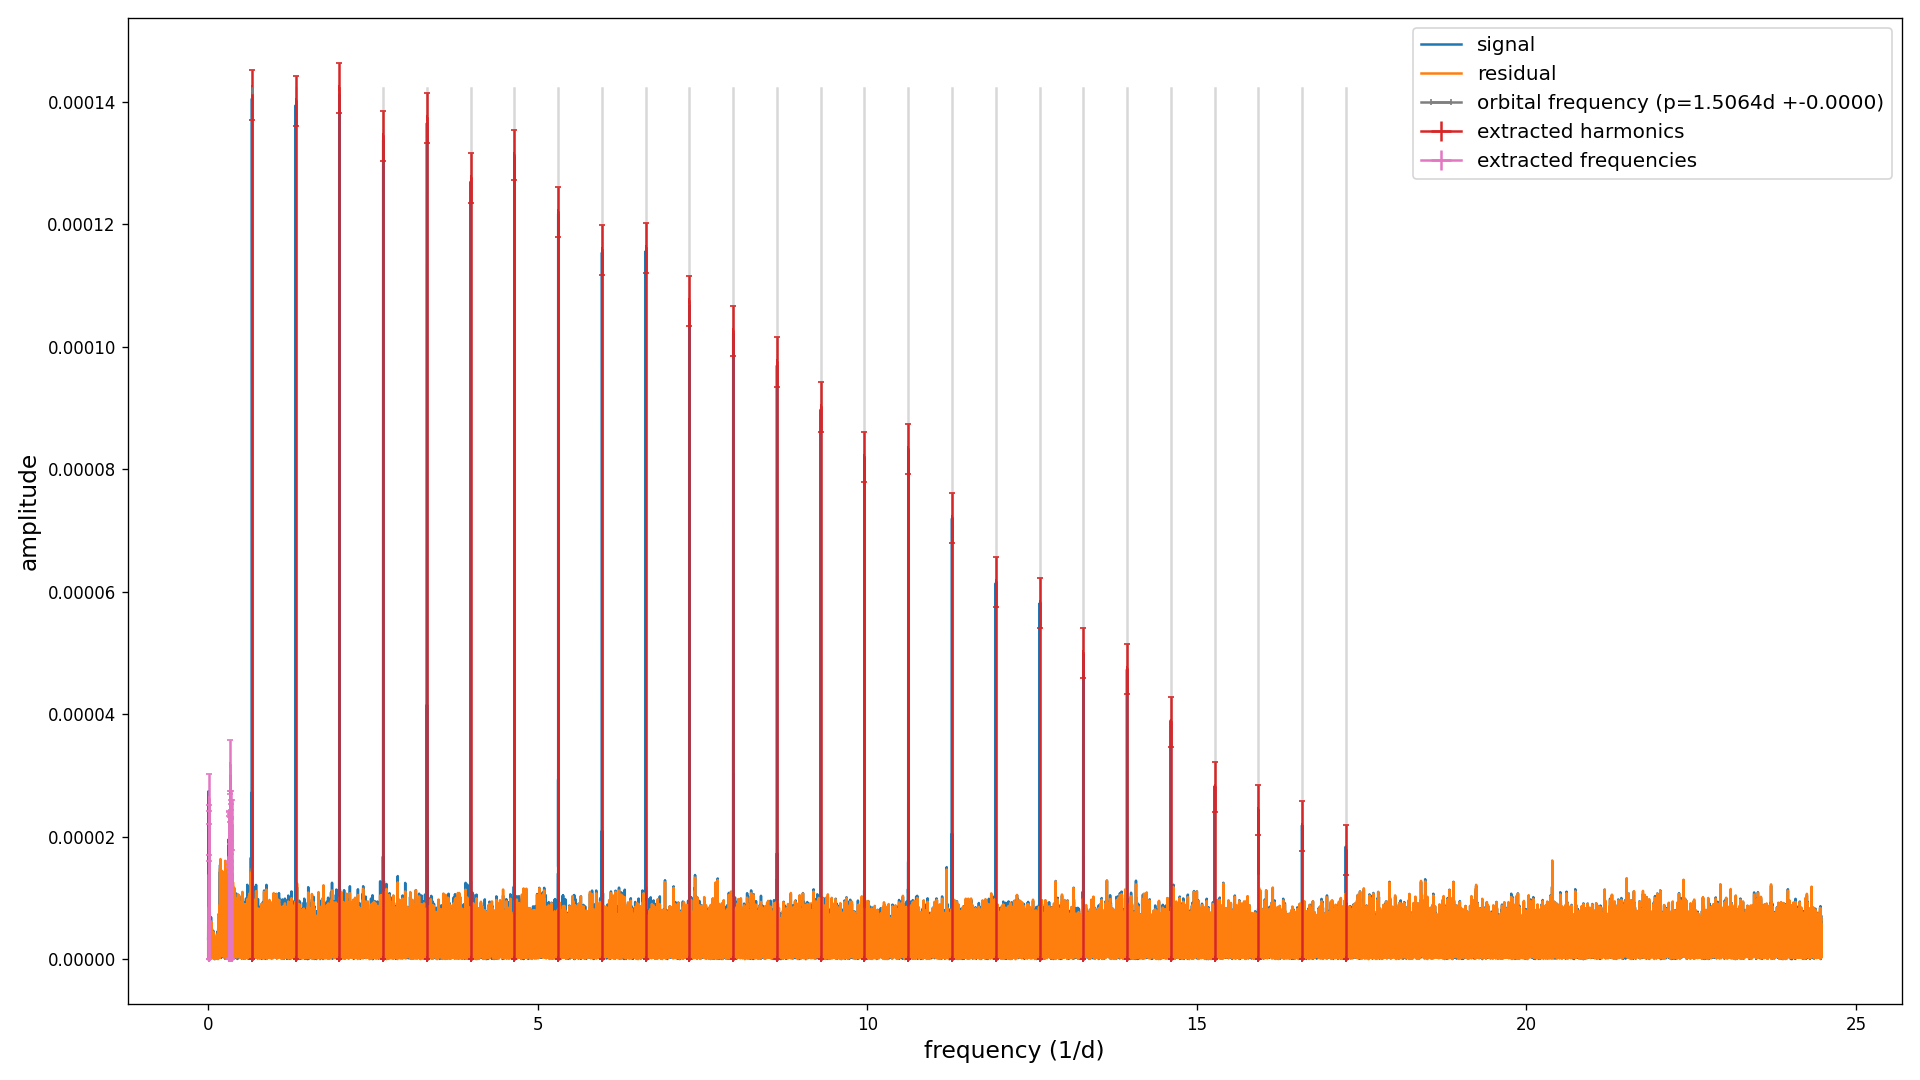 signal
residual
orbital frequency (p=1.5064d +-0.0000)
extracted harmonics
extracted frequencies
0.00014
0.00012
0.00010
0.00008
0.00006
0.00004
0.00002
0.00000
amplitude
0 5 10 15 20 25
frequency (1/d)